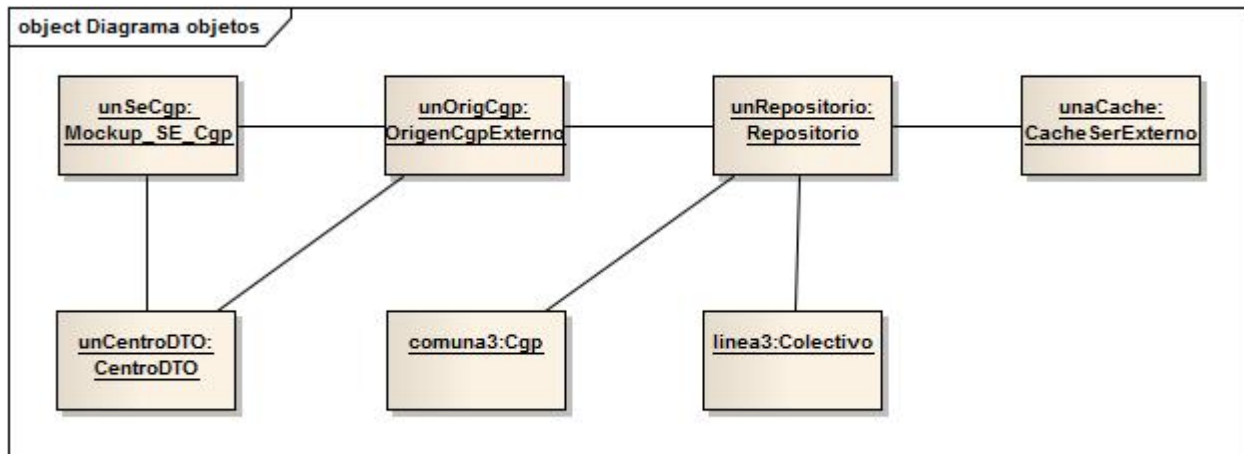 object Diagrama objetos
unSeCgp:
Mockup_SE_Cgp
unOrigCgp:
OrigenCgpExterno
unRepositorio:
Repositorio
unaCache:
CacheSerExterno
unCentroDTO:
CentroDTO
comuna3:Cgp
linea3:Colectivo